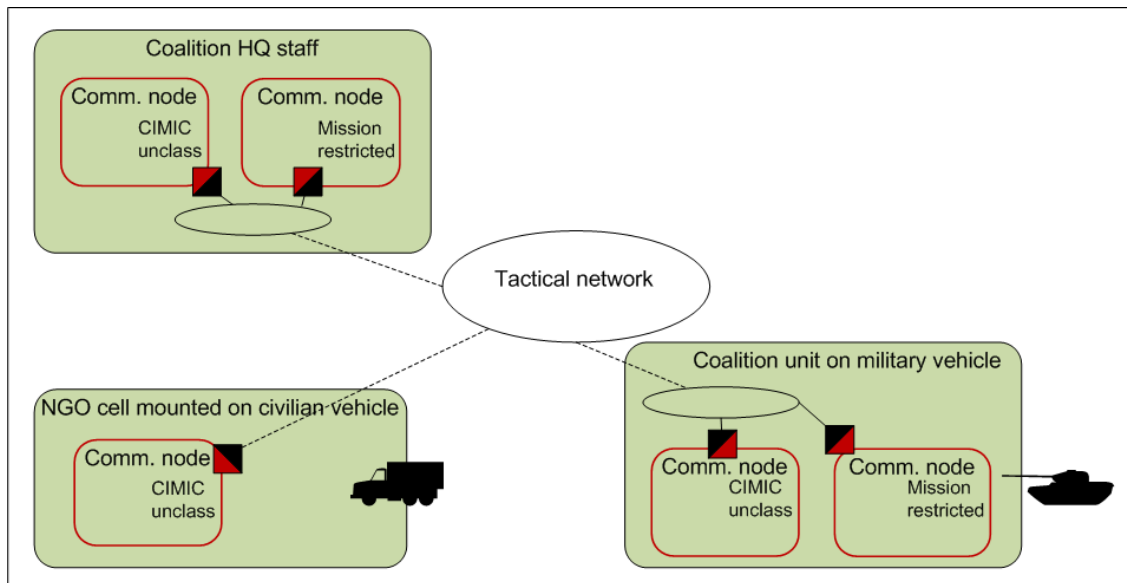 Coalition HQ staff
Comm. node
CIMIC
unclass
Comm. node
Mission
restricted
Tactical network
NGO cell mounted on civilian vehicle
Comm. node
CIMIC
unclass
Coalition unit on military vehicle
Comm. node
CIMIC
unclass
Comm. node
Mission
restricted